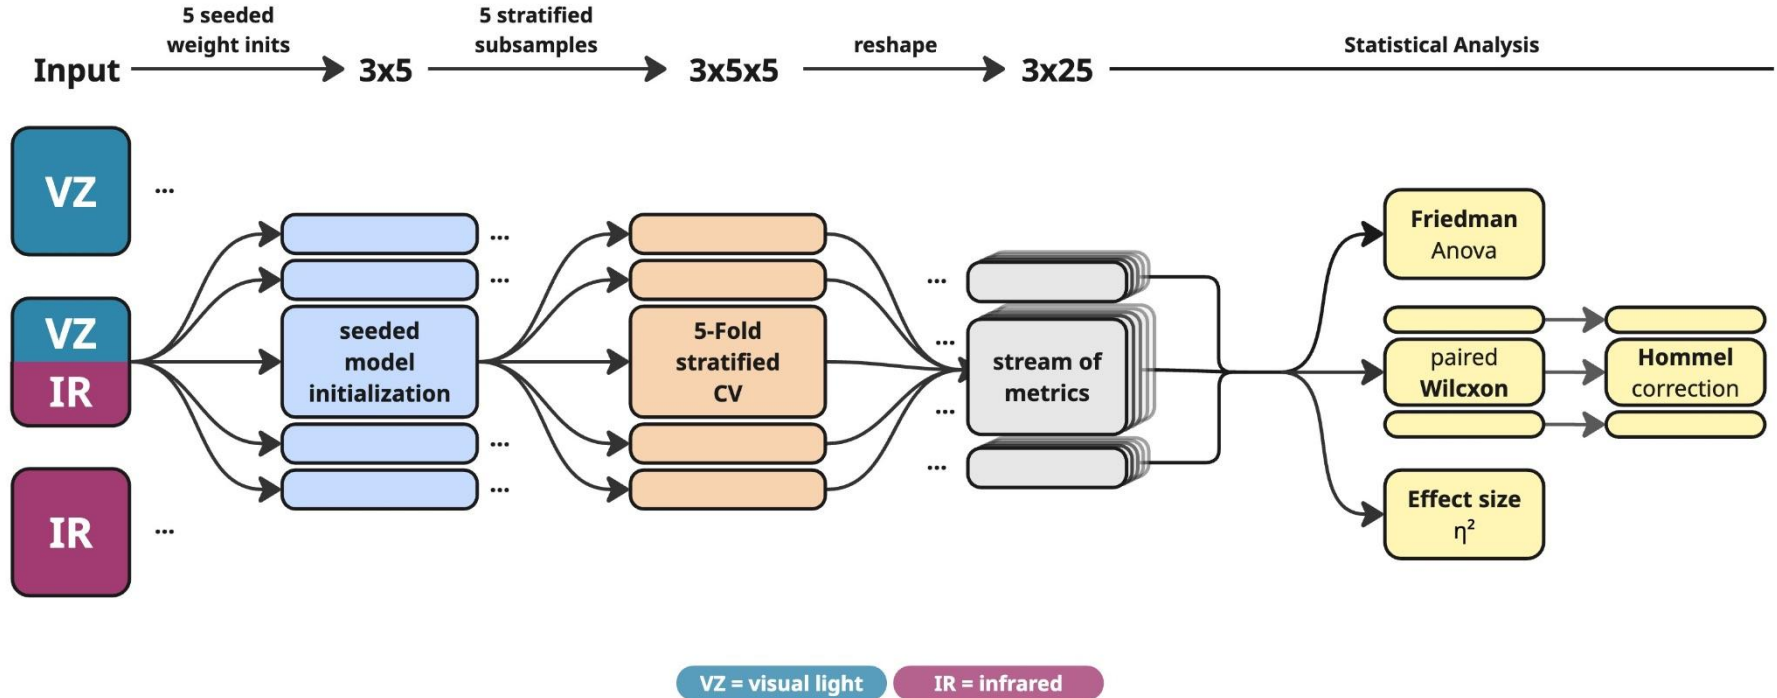 5 seeded
weight inits
5 stratified
subsamples
reshape
Statistical Analysis
Input
3x5
3x5x5
3x25
VZ
...
VZ
IR
IR
...
...
...
seeded
model
initialization
...
...
5-Fold
stratified
CV
...
...
...
...
stream of
metrics
Friedman
Anova
paired
Wilcxon
Hommel
correction
Effect size
η²
VZ = visual light
IR = infrared